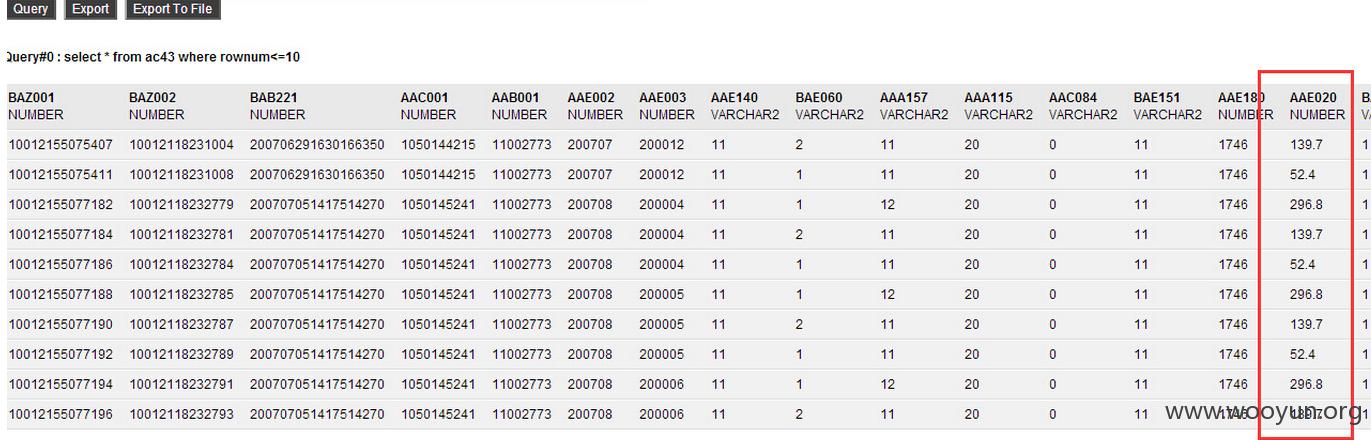 Query Export Export To File
Query#0 : select * from ac43 where rownum<=10
BAZ001 BAZ002 BAB221 AAC001 AAB001 AAE002 AAE003 AAE140 BAE060 AAA157 AAA115 AAC084 BAE151 AAE180 AAE020
NUMBER NUMBER NUMBER NUMBER NUMBER NUMBER NUMBER VARCHAR2 VARCHAR2 VARCHAR2 VARCHAR2 VARCHAR2 VARCHAR2 NUMBER NUMBER
10012155075407 10012118231004 200706291630166350 1050144215 11002773 200707 200012 11 2 11 20 0 11 1746 139.7 1
10012155075411 10012118231008 200706291630166350 1050144215 11002773 200707 200012 11 1 11 20 0 11 1746 52.4 1
10012155077182 10012118232779 200707051417514270 1050145241 11002773 200708 200004 11 1 12 20 0 11 1746 296.8 1
10012155077184 10012118232781 200707051417514270 1050145241 11002773 200708 200004 11 2 11 20 0 11 1746 139.7 1
10012155077186 10012118232784 200707051417514270 1050145241 11002773 200708 200004 11 1 11 20 0 11 1746 52.4 1
10012155077188 10012118232785 200707051417514270 1050145241 11002773 200708 200005 11 1 12 20 0 11 1746 296.8 1
10012155077190 10012118232787 200707051417514270 1050145241 11002773 200708 200005 11 2 11 20 0 11 1746 139.7 1
10012155077192 10012118232789 200707051417514270 1050145241 11002773 200708 200005 11 1 11 20 0 11 1746 52.4 1
10012155077194 10012118232791 200707051417514270 1050145241 11002773 200708 200006 11 1 12 20 0 11 1746 296.8 1
10012155077196 10012118232793 200707051417514270 1050145241 11002773 200708 200006 11 2 11 20 0 11 1746 139.7 1
www.wooyun.org